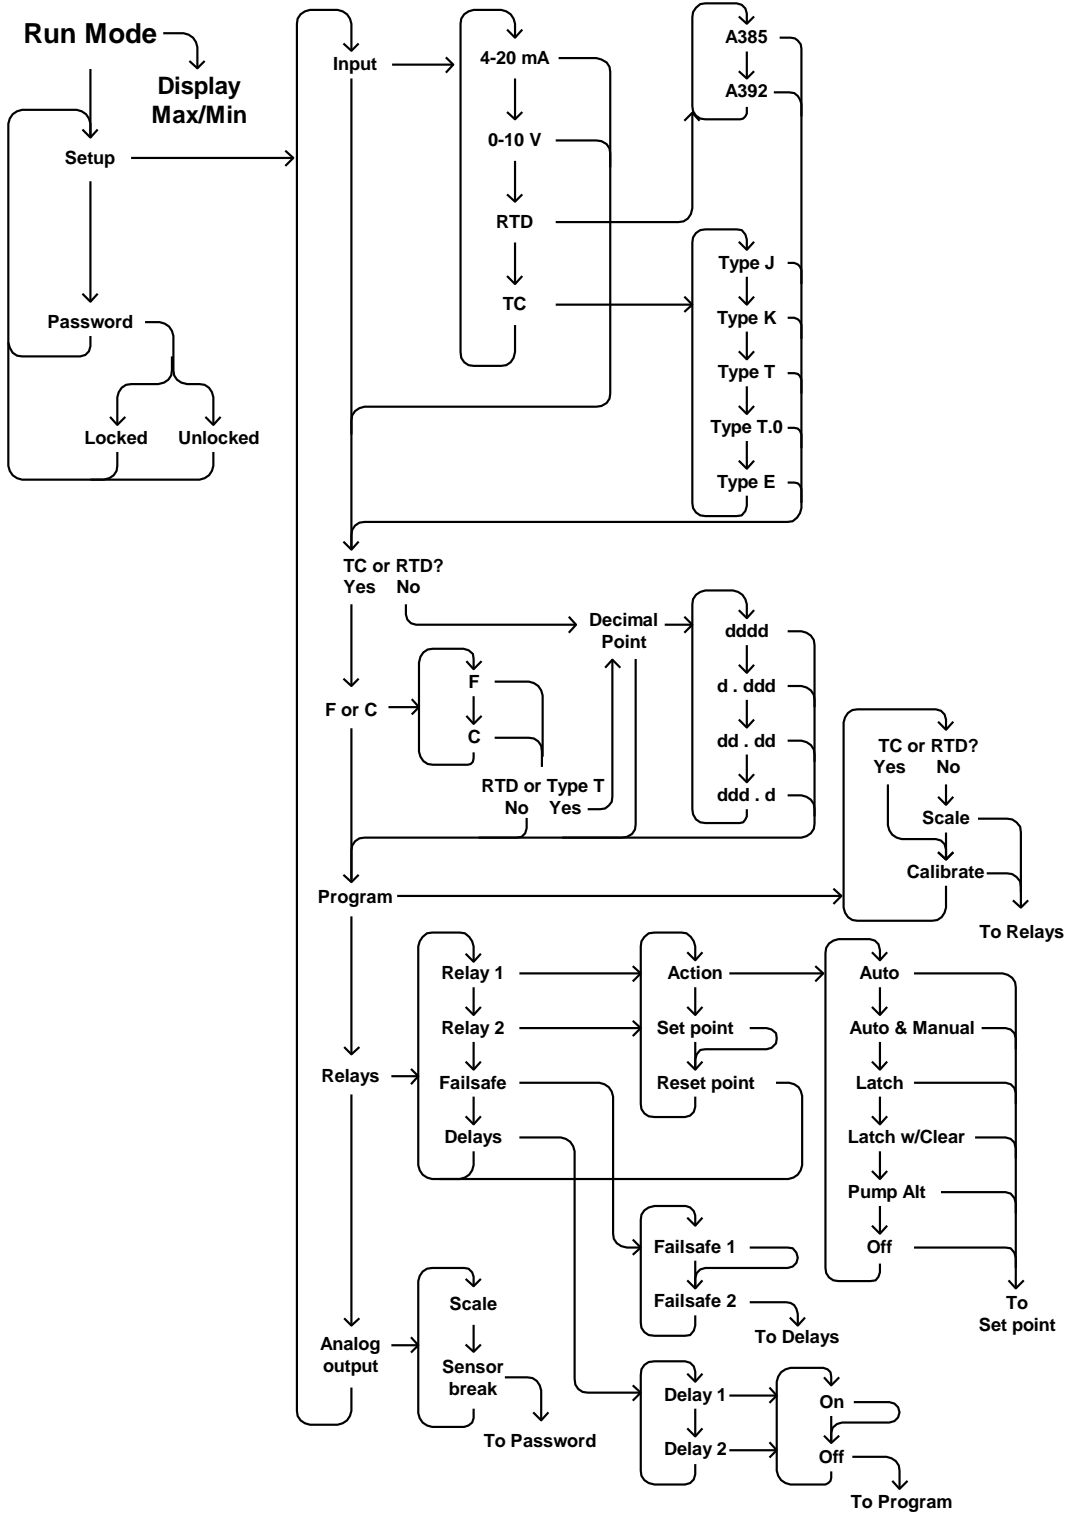 Run Mode
Display
Max/Min
Setup
Password
Locked Unlocked
Input
4-20 mA
0-10 V
RTD
TC
A385
A392
Type J
Type K
Type T
Type T.0
Type E
TC or RTD?
Yes No
F or C
F
C
RTD or Type T
No Yes
Decimal
Point
dddd
d . ddd
dd . dd
ddd . d
Program
TC or RTD?
Yes No
Scale
Calibrate
To Relays
Relays
Relay 1
Relay 2
Failsafe
Delays
Action
Set point
Reset point
Auto
Auto & Manual
Latch
Latch w/Clear
Pump Alt
Off
To
Set point
Failsafe 1
Failsafe 2
To Delays
Analog
output
Scale
Sensor
break
To Password
Delay 1
Delay 2
On
Off
To Program